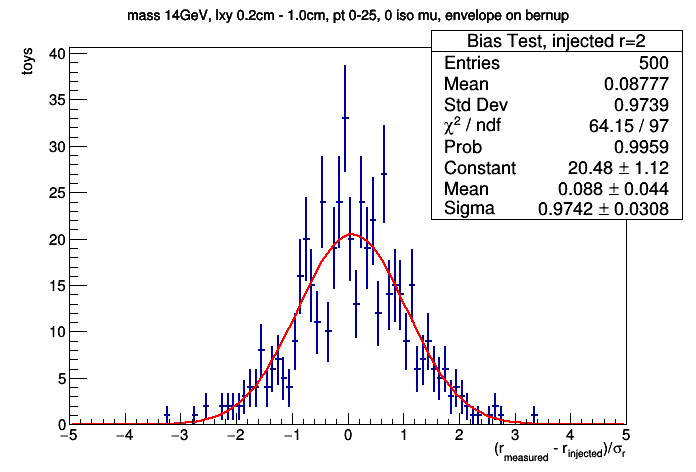 mass 14GeV, lxy 0.2cm - 1.0cm, pt 0-25, 0 iso mu, envelope on bernup
Bias Test, injected r=2
Entries 500
Mean 0.08777
Std Dev 0.9739
χ² / ndf 64.15 / 97
Prob 0.9959
Constant 20.48 ± 1.12
Mean 0.088 ± 0.044
Sigma 0.9742 ± 0.0308
toys
40
35
30
25
20
15
10
5
0
−5 −4 −3 −2 −1 0 1 2 3 4 5
(r_measured - r_injected)/σ_r